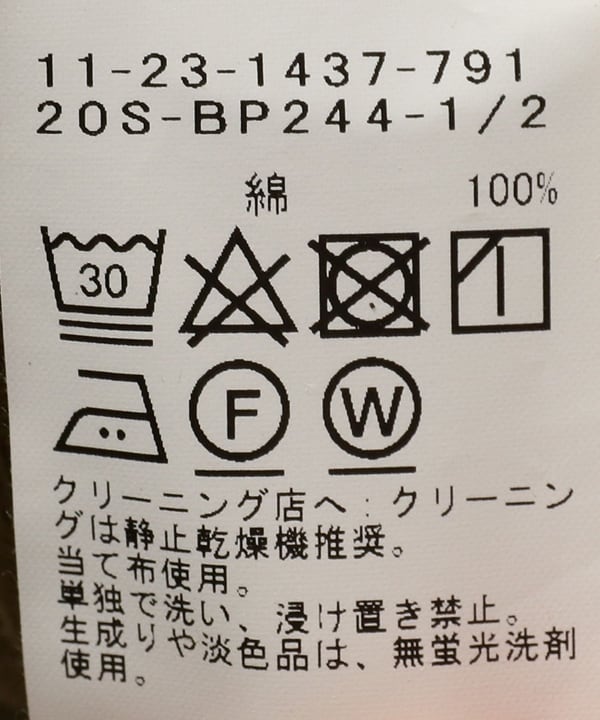 11-23-1437-791
20S-BP244-1/2
綿 100%
30
F W
クリーニング店へ:クリーニン
グは静止乾燥機推奨。
当て布使用。
単独で洗い、浸け置き禁止。
生成りや淡色品は、無蛍光洗剤
使用。